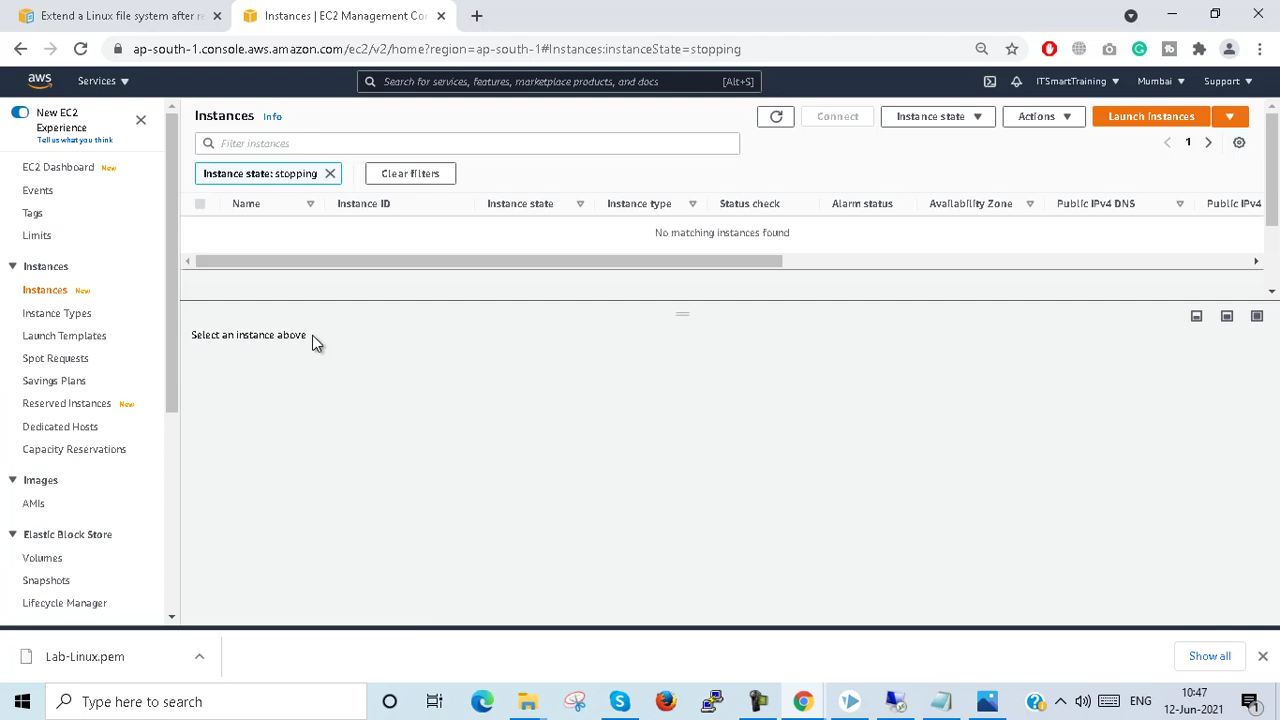 Extend a Linux file system after r
Instances | EC2 Management Con
ap-south-1.console.aws.amazon.com/ec2/v2/home?region=ap-south-1#Instances:instanceState=stopping
aws
Services
Search for services, features, marketplace products, and docs
[Alt+S]
ITSmartTraining
Mumbai
Support
New EC2
Experience
Tell us what you think
EC2 Dashboard New
Events
Tags
Limits
Instances
Instances New
Instance Types
Launch Templates
Spot Requests
Savings Plans
Reserved Instances New
Dedicated Hosts
Capacity Reservations
Images
AMIs
Elastic Block Store
Volumes
Snapshots
Lifecycle Manager
Instances Info
Connect
Instance state
Actions
Launch instances
Filter instances
1
Instance state: stopping
Clear filters
Name
Instance ID
Instance state
Instance type
Status check
Alarm status
Availability Zone
Public IPv4 DNS
Public IPv4
No matching instances found
Select an instance above
Lab-Linux.pem
Show all
Type here to search
ENG
10:47
12-Jun-2021
1